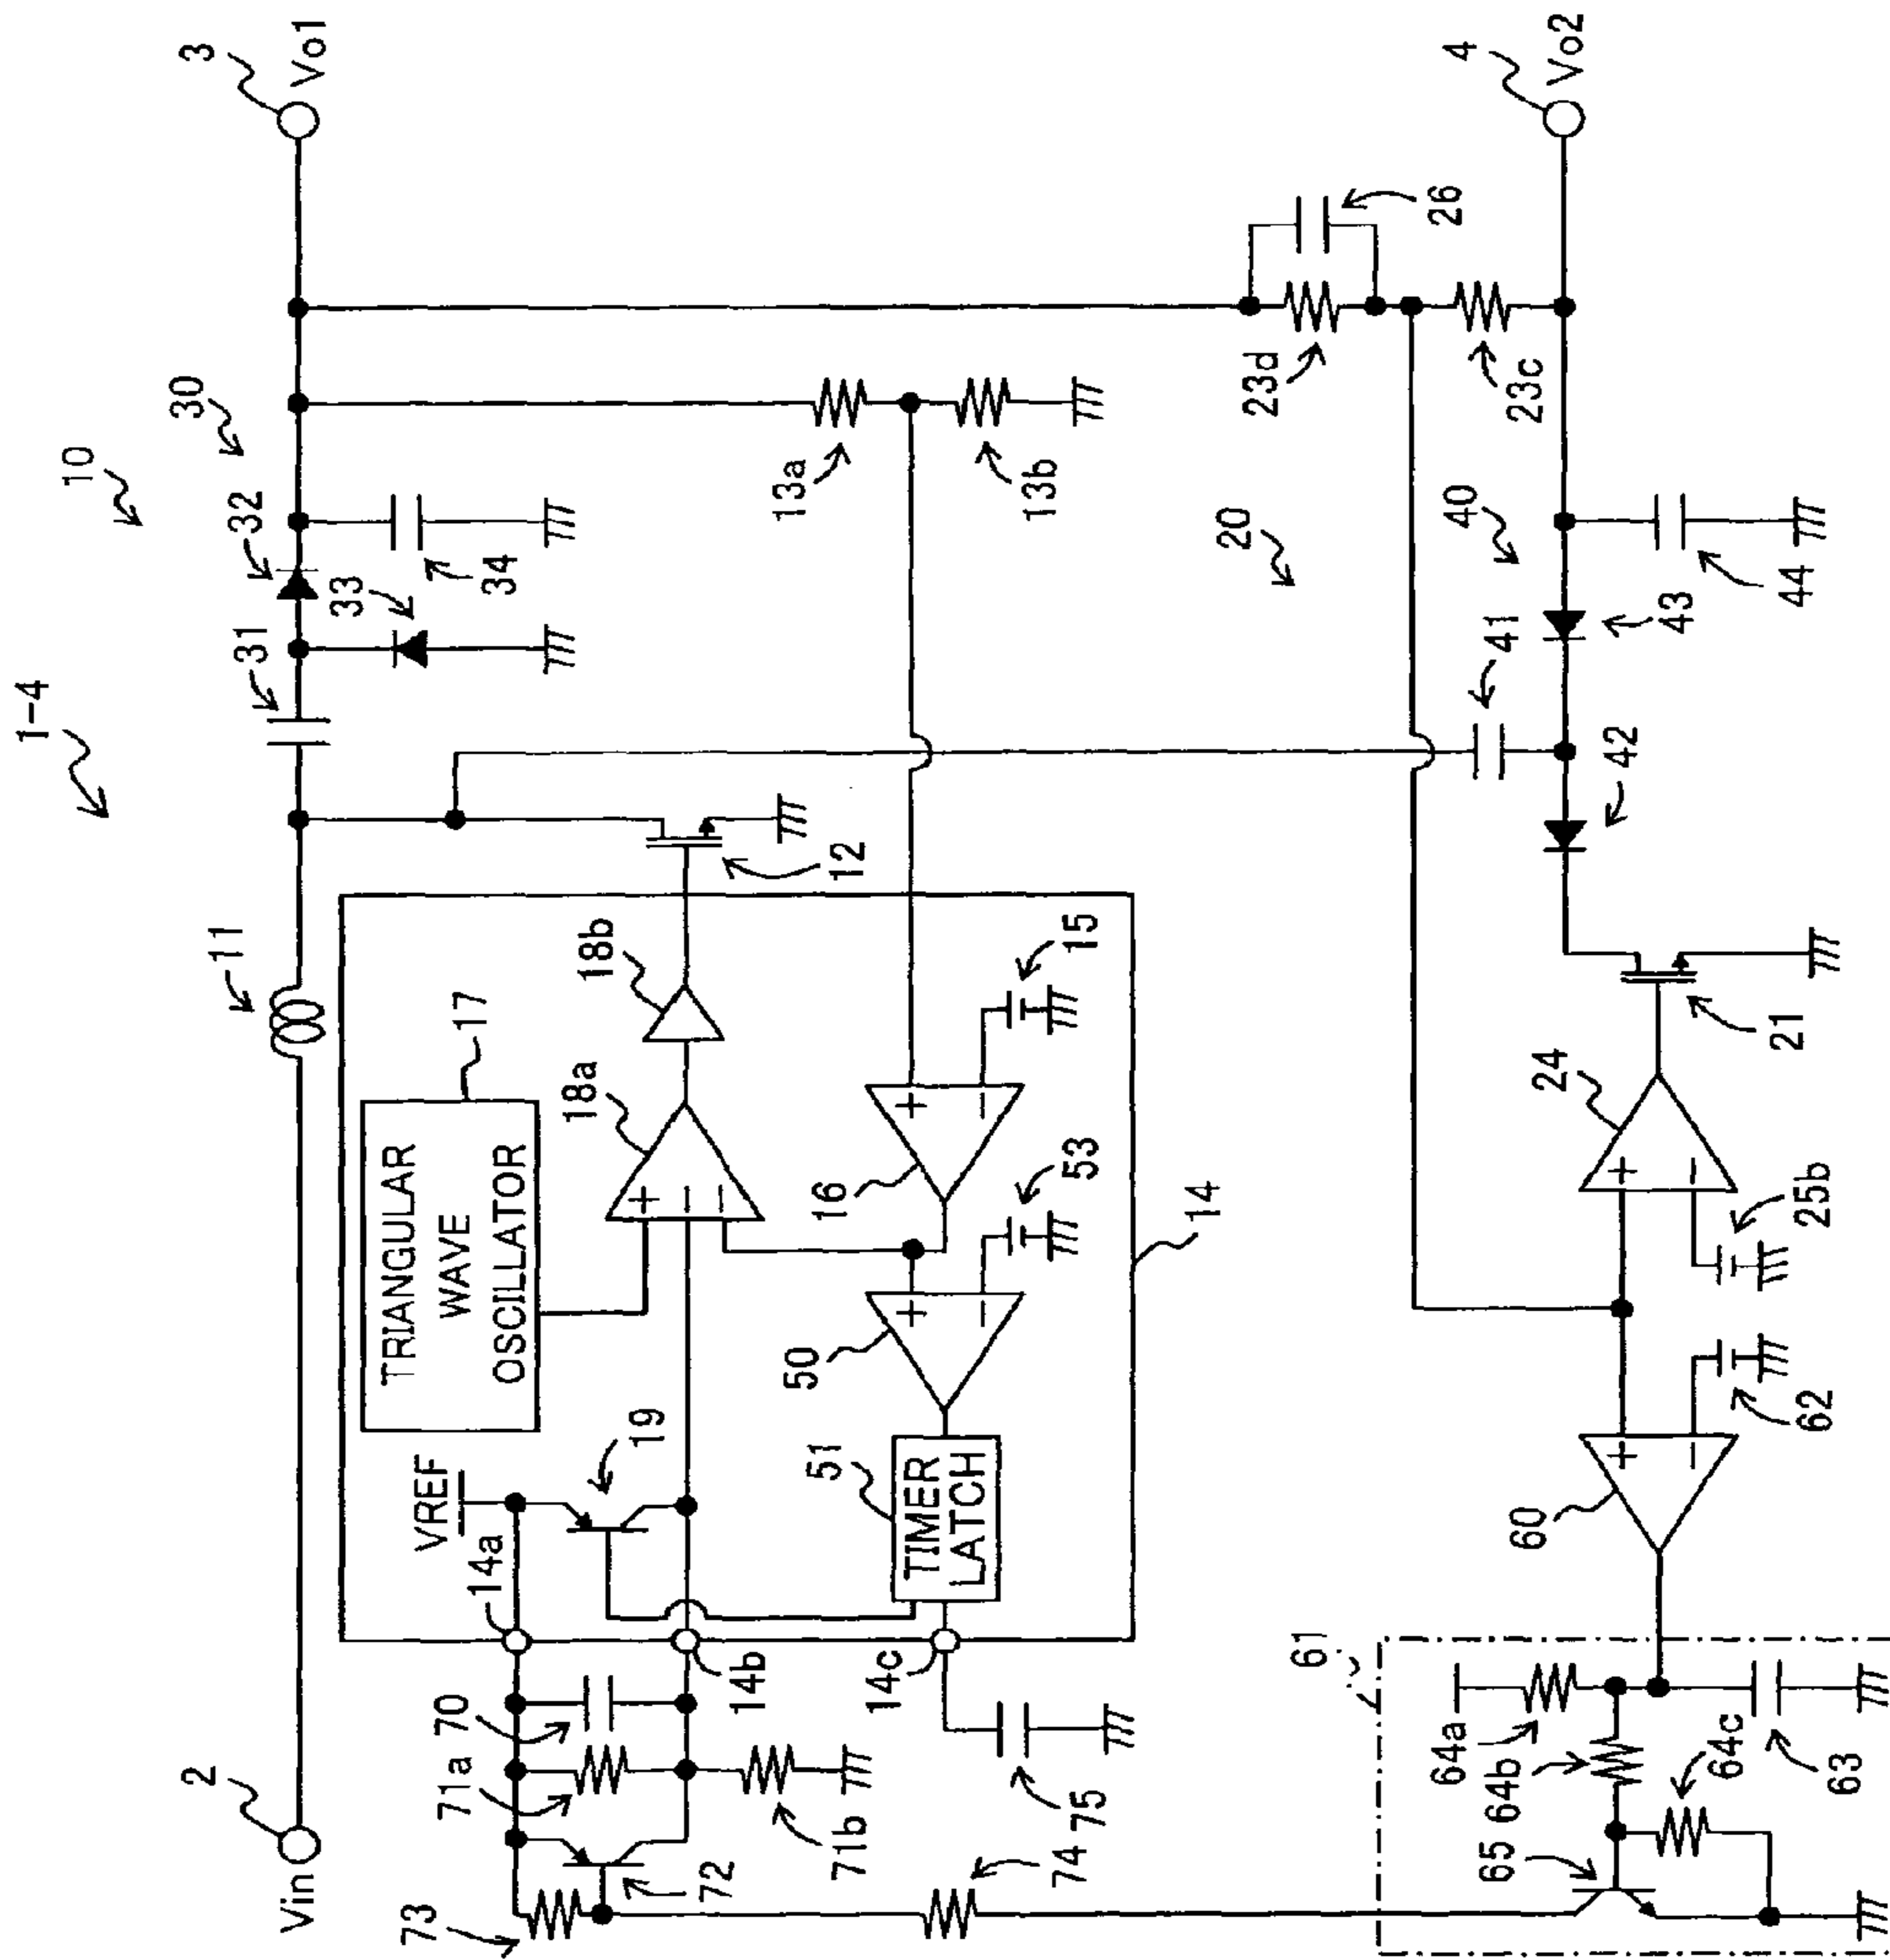 1-4
10
30
2
Vin
11
31
32
33
34
3
Vo1
TRIANGULAR
WAVE
OSCILLATOR
17
18a
18b
12
VREF
14a
19
14b
14c
70
71a
71b
72
73
74
75
TIMER
LATCH
51
50
53
16
15
14
13a
13b
20
23d
26
23c
4
Vo2
40
41
42
43
44
21
24
25b
60
62
61
64a
64b
64c
63
65
+
−
−
+
−
+
−
+
−
+
−